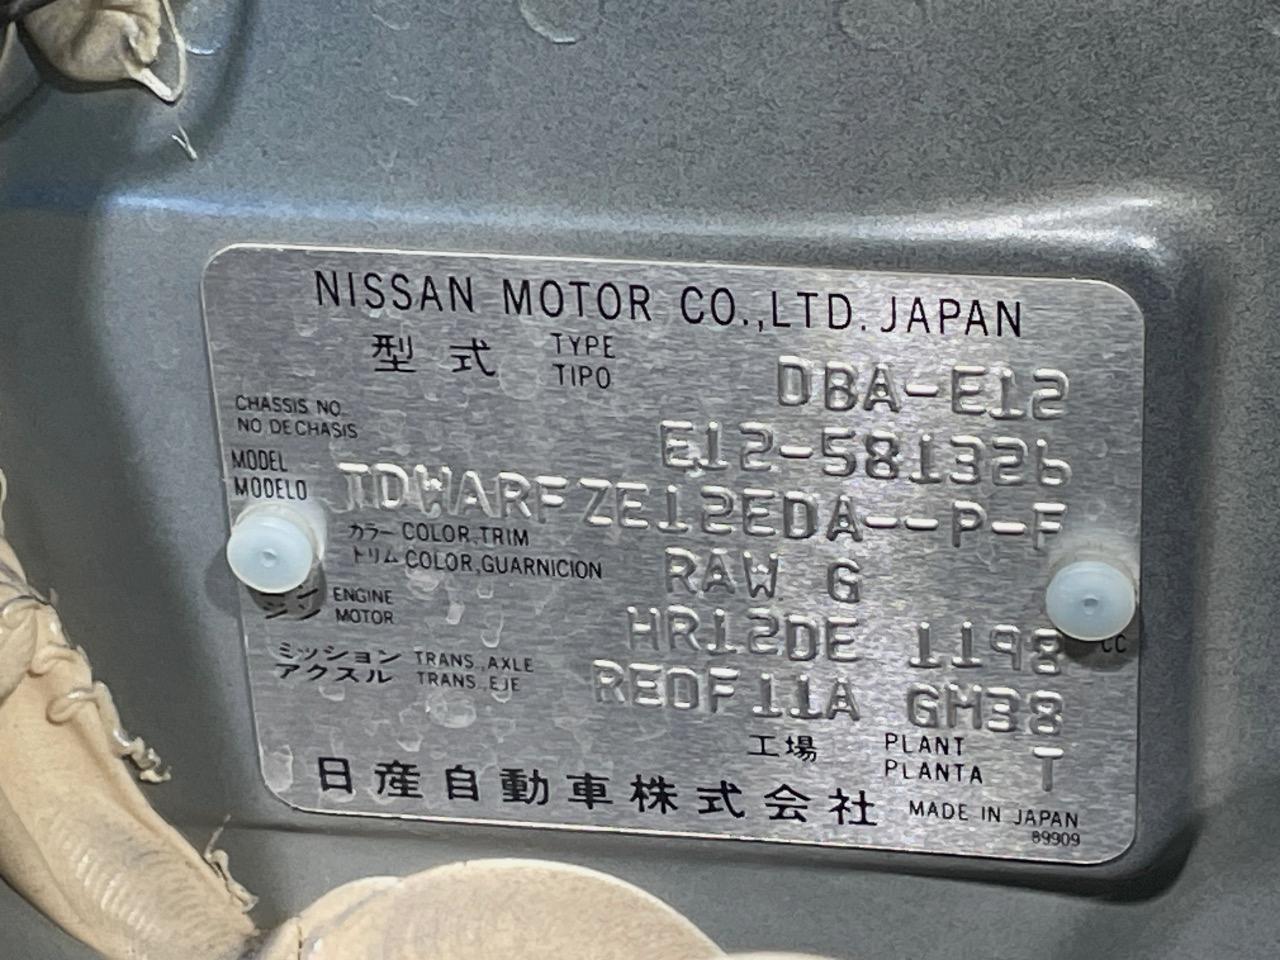 NISSAN MOTOR CO.,LTD. JAPAN
型式 TYPE TIPO DBA-E12
CHASSIS NO. NO DE CHASIS E12-581326
MODEL MODELO TDWARFZE12EDA--P-F
カラー COLOR,TRIM
トリム COLOR,GUARNICION RAW G
ジン ENGINE MOTOR HR12DE 1198 CC
ミッション TRANS.,AXLE
アクスル TRANS.,EJE RE0F11A GM38
工場 PLANT PLANTA T
日産自動車株式会社 MADE IN JAPAN
89909